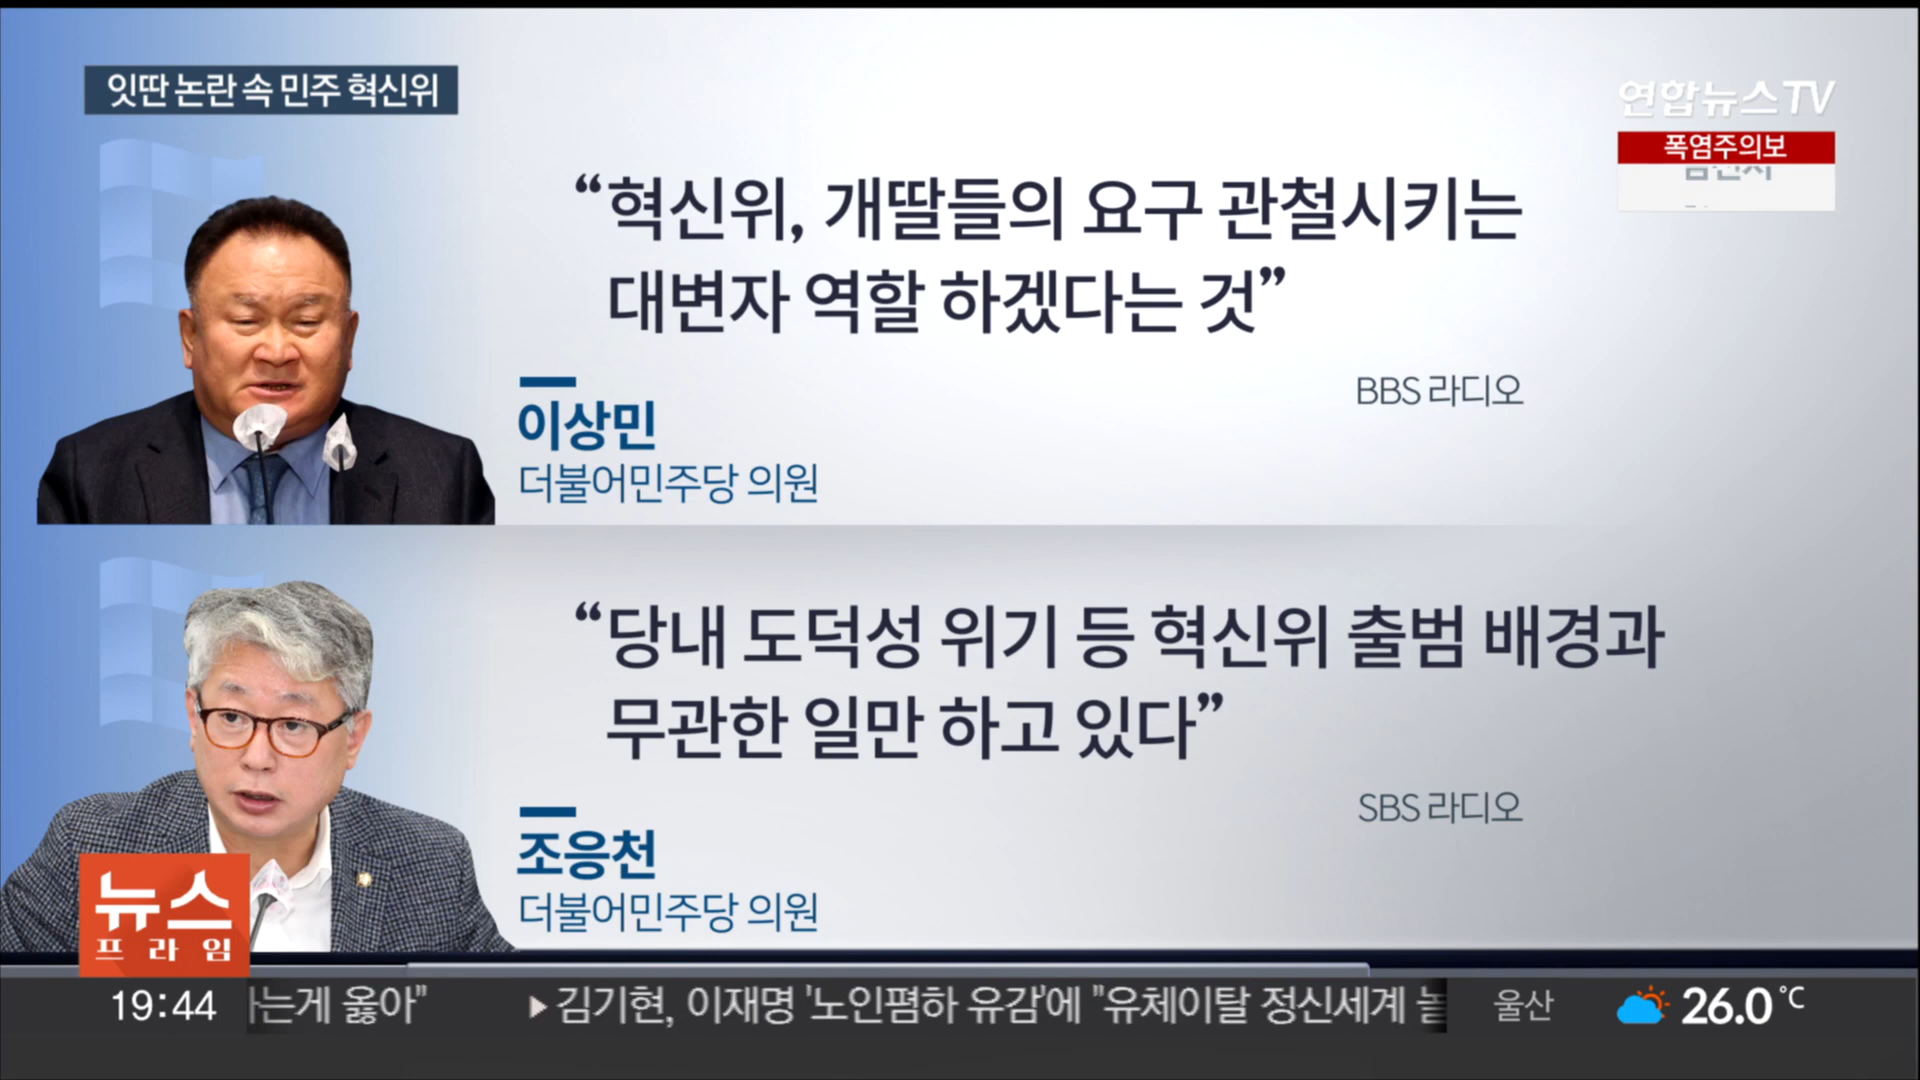 잇딴 논란 속 민주 혁신위
연합뉴스TV
폭염주의보
“혁신위, 개딸들의 요구 관철시키는
대변자 역할 하겠다는 것”
BBS 라디오
이상민
더불어민주당 의원
“당내 도덕성 위기 등 혁신위 출범 배경과
무관한 일만 하고 있다”
SBS 라디오
조응천
더불어민주당 의원
뉴스
프라임
19:44 는게 옳아" ▶김기현, 이재명 '노인폄하 유감'에 "유체이탈 정신세계 울산 26.0℃